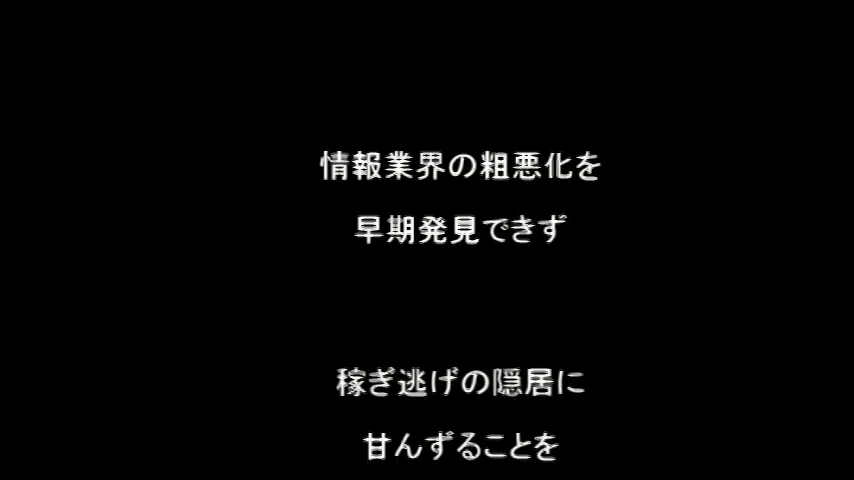 情報業界の粗悪化を
早期発見できず
稼ぎ逃げの隠居に
甘んずることを